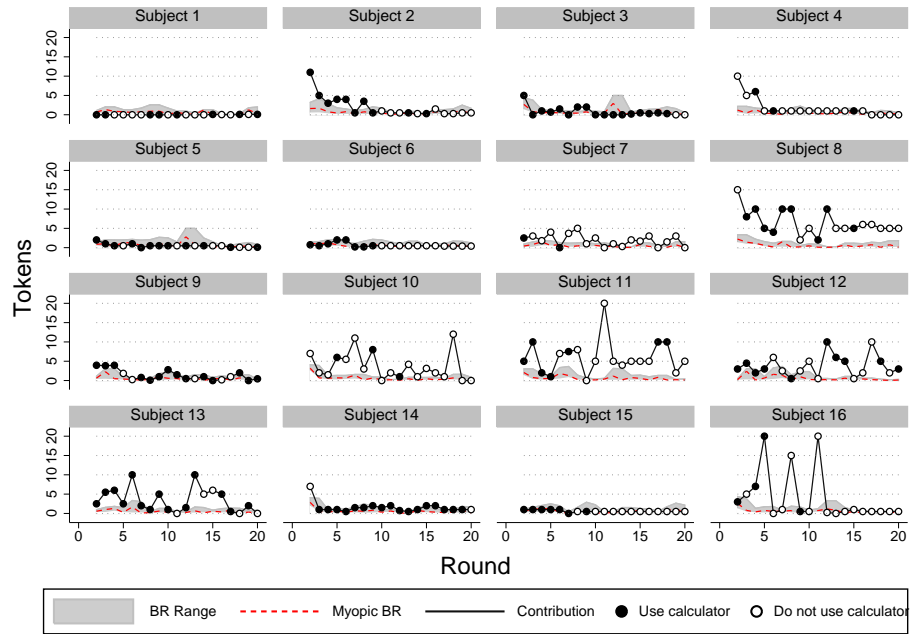 Subject 1 Subject 2 Subject 3 Subject 4
0 5 10 15 20
Subject 5 Subject 6 Subject 7 Subject 8
0 5 10 15 20
Subject 9 Subject 10 Subject 11 Subject 12
0 5 10 15 20
Subject 13 Subject 14 Subject 15 Subject 16
0 5 10 15 20
0 5 10 15 20 0 5 10 15 20 0 5 10 15 20 0 5 10 15 20
Tokens
Round
BR Range Myopic BR Contribution Use calculator Do not use calculator